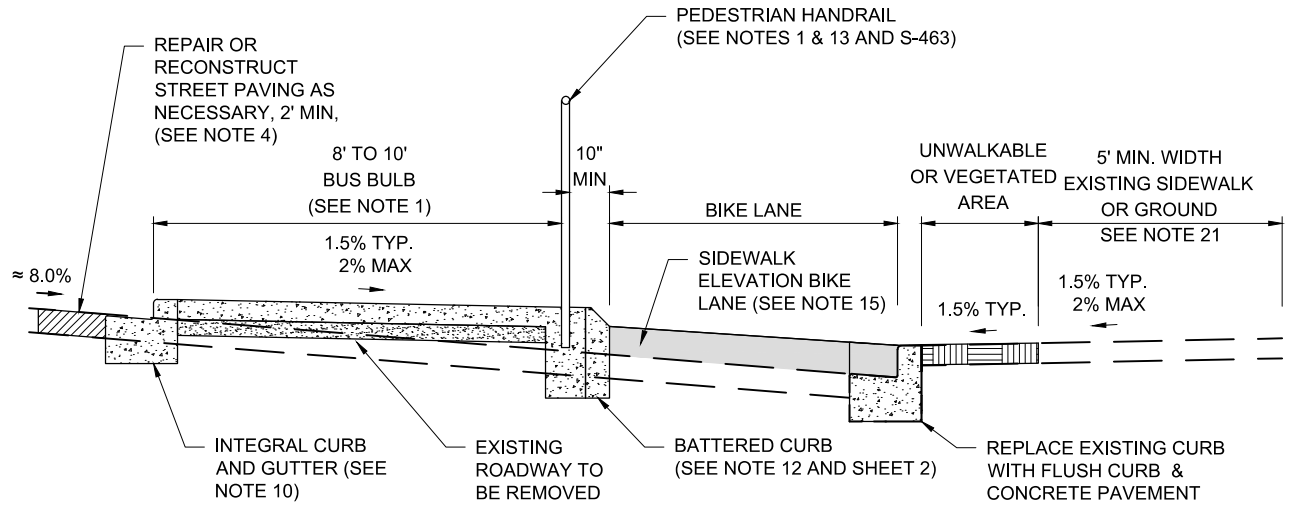 REPAIR OR
RECONSTRUCT
STREET PAVING AS
NECESSARY, 2' MIN,
(SEE NOTE 4)
PEDESTRIAN HANDRAIL
(SEE NOTES 1 & 13 AND S-463)
8' TO 10'
BUS BULB
(SEE NOTE 1)
10"
MIN
BIKE LANE
UNWALKABLE
OR VEGETATED
AREA
5' MIN. WIDTH
EXISTING SIDEWALK
OR GROUND
SEE NOTE 21
≈ 8.0%
1.5% TYP.
2% MAX
SIDEWALK
ELEVATION BIKE
LANE (SEE NOTE 15)
1.5% TYP.
1.5% TYP.
2% MAX
INTEGRAL CURB
AND GUTTER (SEE
NOTE 10)
EXISTING
ROADWAY TO
BE REMOVED
BATTERED CURB
(SEE NOTE 12 AND SHEET 2)
REPLACE EXISTING CURB
WITH FLUSH CURB &
CONCRETE PAVEMENT